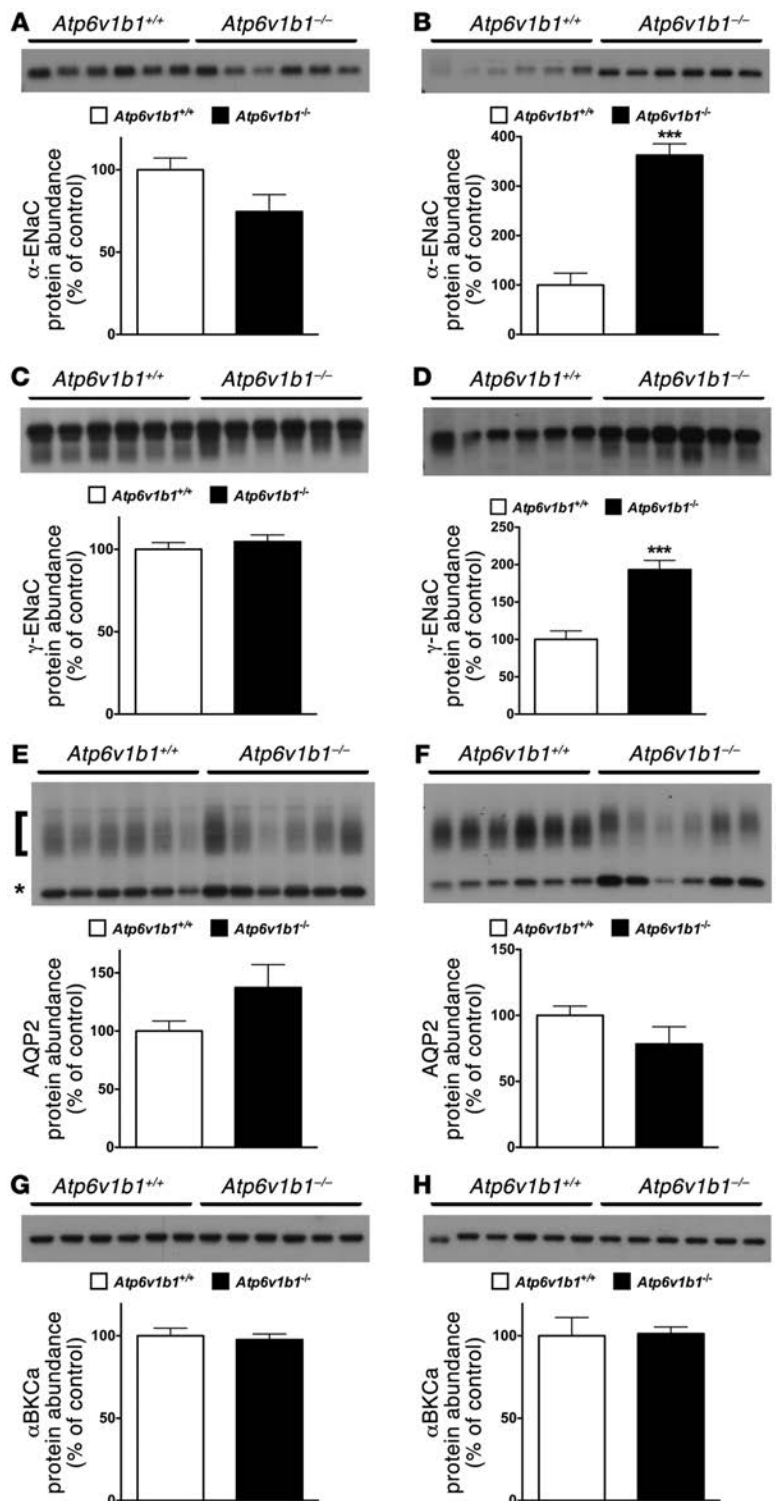 A Atp6v1b1+/+ Atp6v1b1–/–
Atp6v1b1+/+ Atp6v1b1-/-
α-ENaC
protein abundance
(% of control)
100
50
0
B Atp6v1b1+/+ Atp6v1b1–/–
Atp6v1b1+/+ Atp6v1b1-/-
α-ENaC
protein abundance
(% of control)
400
300
200
100
0
***
C Atp6v1b1+/+ Atp6v1b1–/–
Atp6v1b1+/+ Atp6v1b1-/-
γ-ENaC
protein abundance
(% of control)
100
50
0
D Atp6v1b1+/+ Atp6v1b1–/–
Atp6v1b1+/+ Atp6v1b1-/-
γ-ENaC
protein abundance
(% of control)
250
200
150
100
50
0
***
E Atp6v1b1+/+ Atp6v1b1–/–
[
*
Atp6v1b1+/+ Atp6v1b1-/-
AQP2
protein abundance
(% of control)
150
100
50
0
F Atp6v1b1+/+ Atp6v1b1–/–
Atp6v1b1+/+ Atp6v1b1-/-
AQP2
protein abundance
(% of control)
150
100
50
0
G Atp6v1b1+/+ Atp6v1b1–/–
Atp6v1b1+/+ Atp6v1b1-/-
αBKCa
protein abundance
(% of control)
100
50
0
H Atp6v1b1+/+ Atp6v1b1–/–
Atp6v1b1+/+ Atp6v1b1-/-
αBKCa
protein abundance
(% of control)
100
50
0